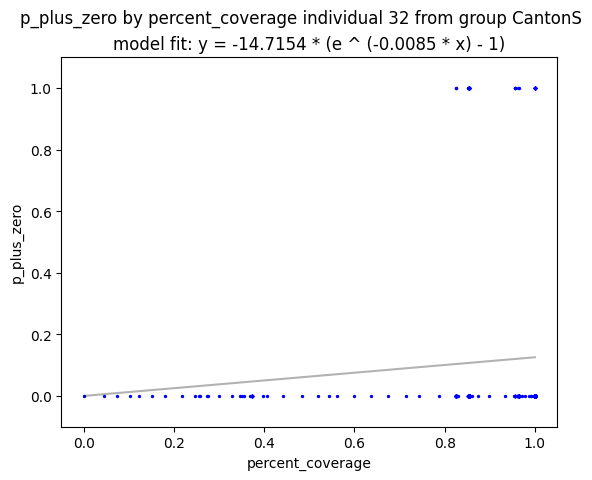 p_plus_zero by percent_coverage individual 32 from group CantonS
model fit: y = -14.7154 * (e ^ (-0.0085 * x) - 1)
1.0
0.8
0.6
0.4
0.2
0.0
p_plus_zero
0.0 0.2 0.4 0.6 0.8 1.0
percent_coverage